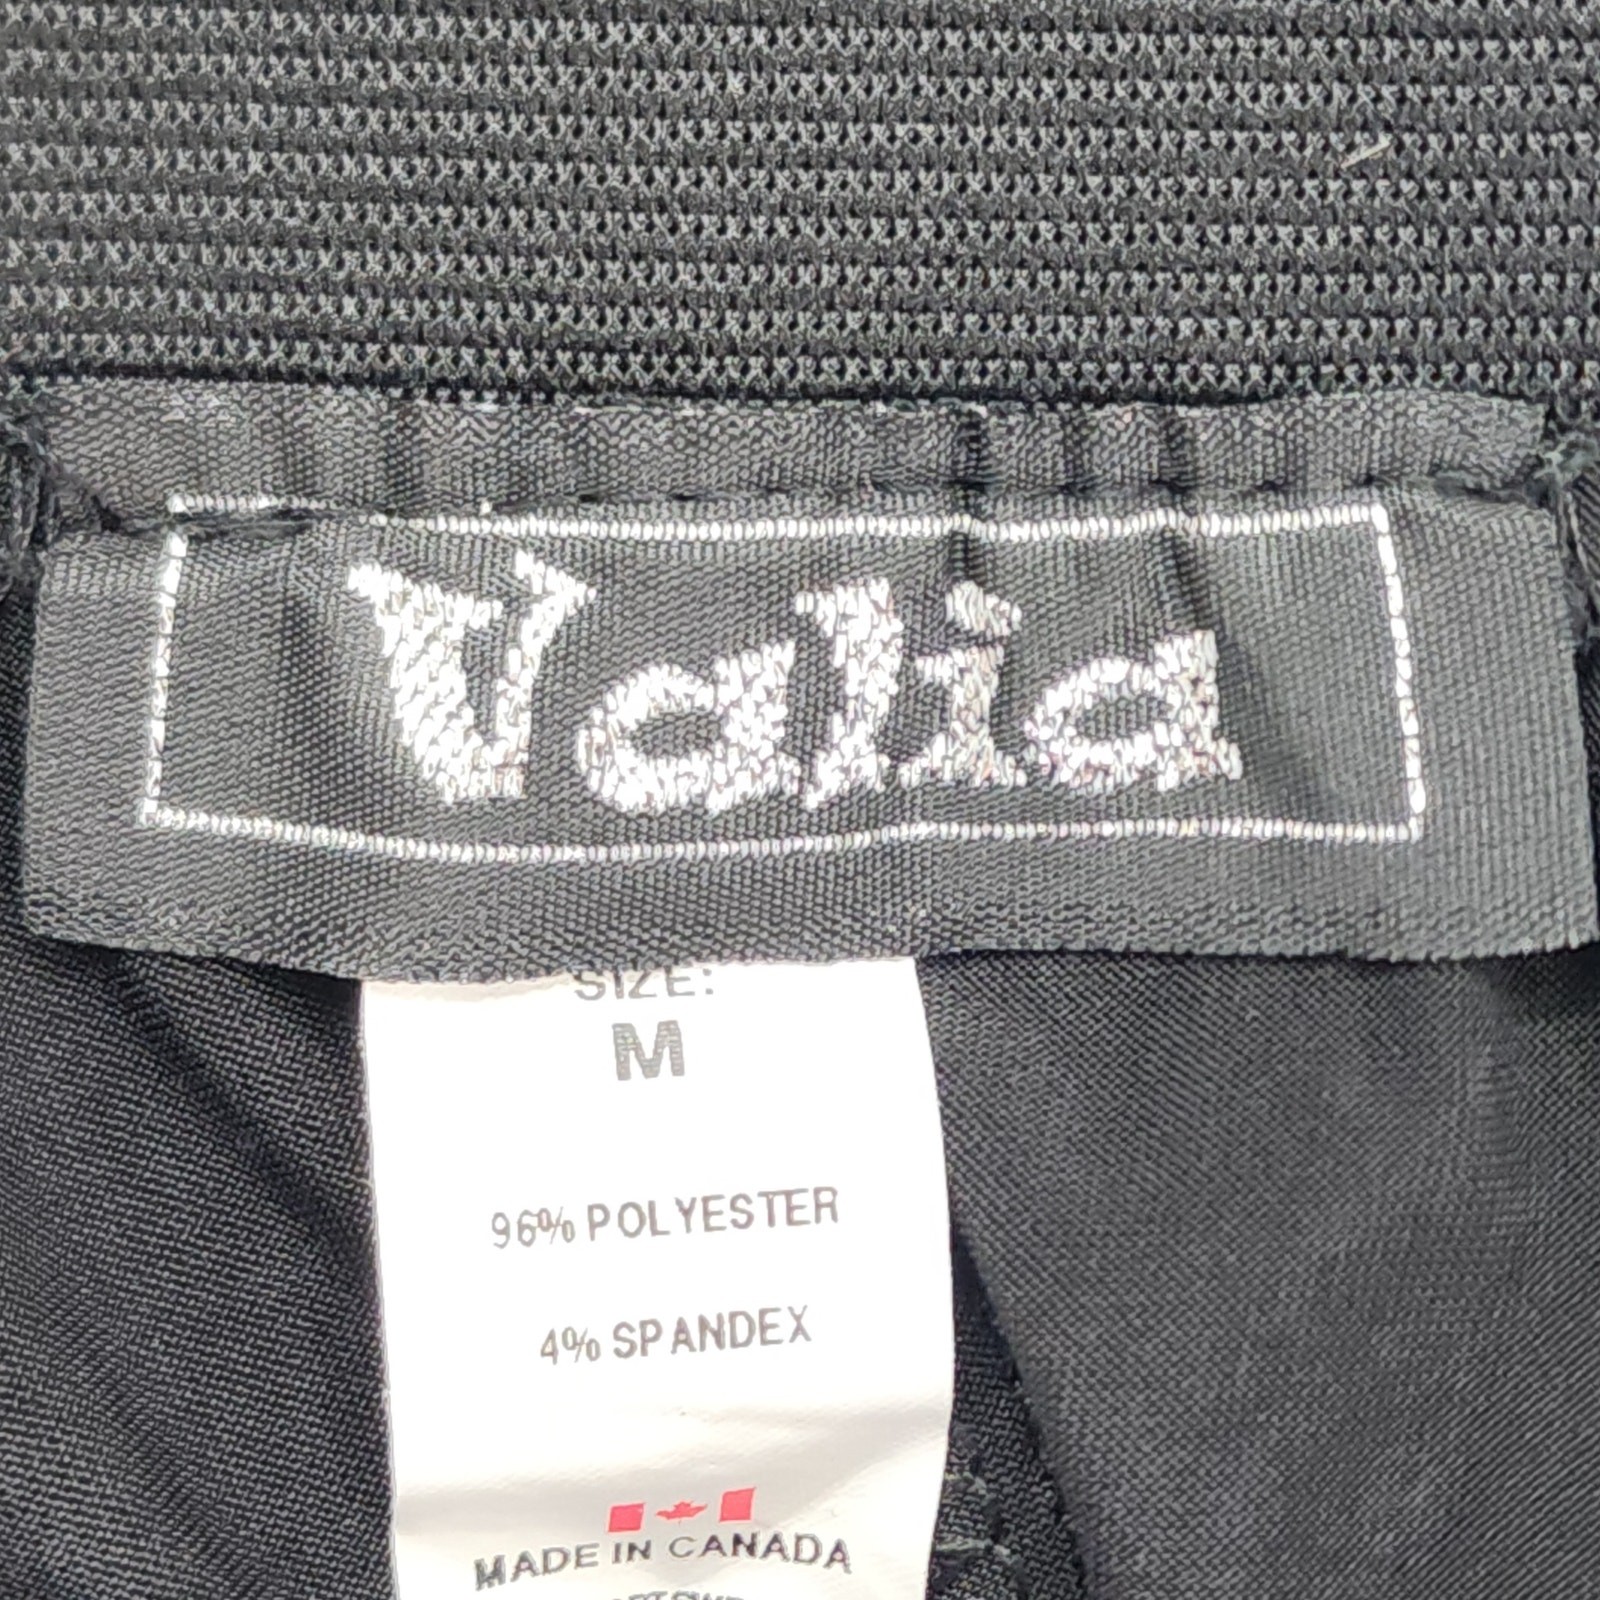 Valia
SIZE:
M
96% POLYESTER
4% SPANDEX
MADE IN CANADA